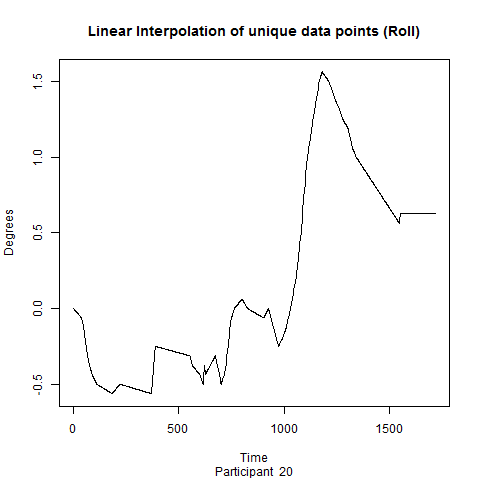 Linear Interpolation of unique data points (Roll)
1.5
1.0
0.5
0.0
-0.5
Degrees
0 500 1000 1500
Time
Participant 20